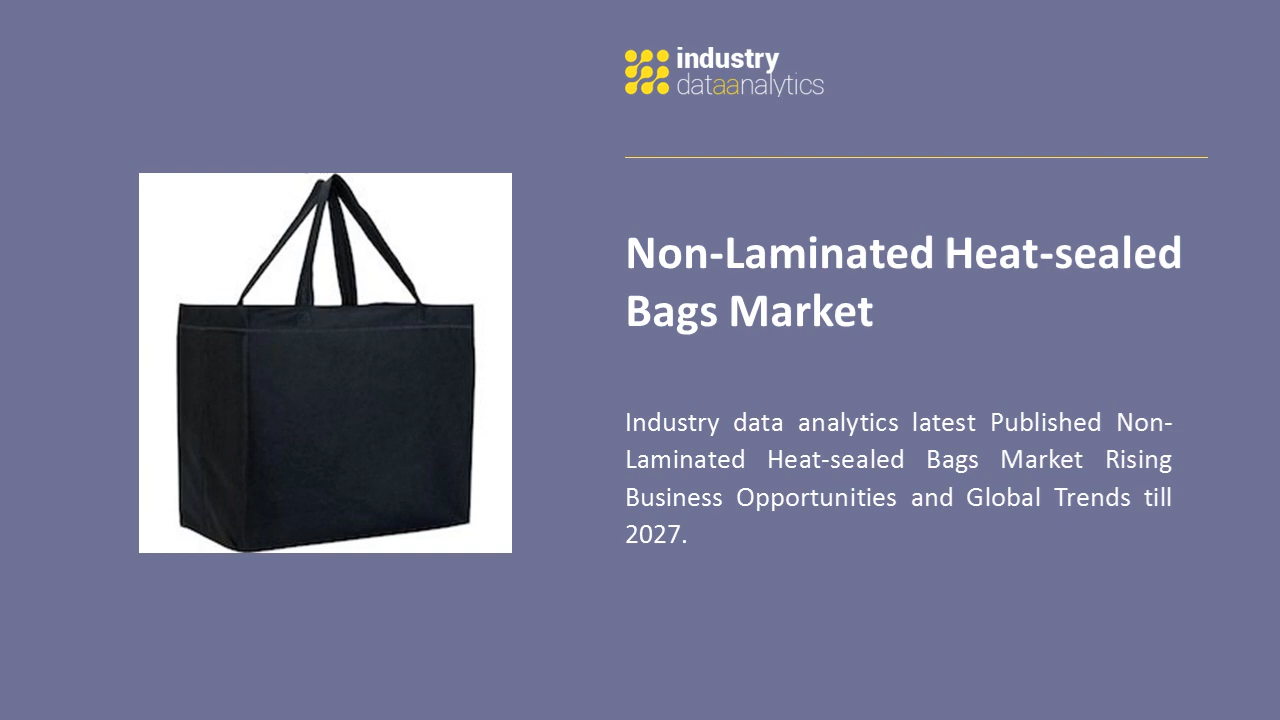 industry
dataanalytics
Non-Laminated Heat-sealed
Bags Market
Industry data analytics latest Published Non-
Laminated Heat-sealed Bags Market Rising
Business Opportunities and Global Trends till
2027.